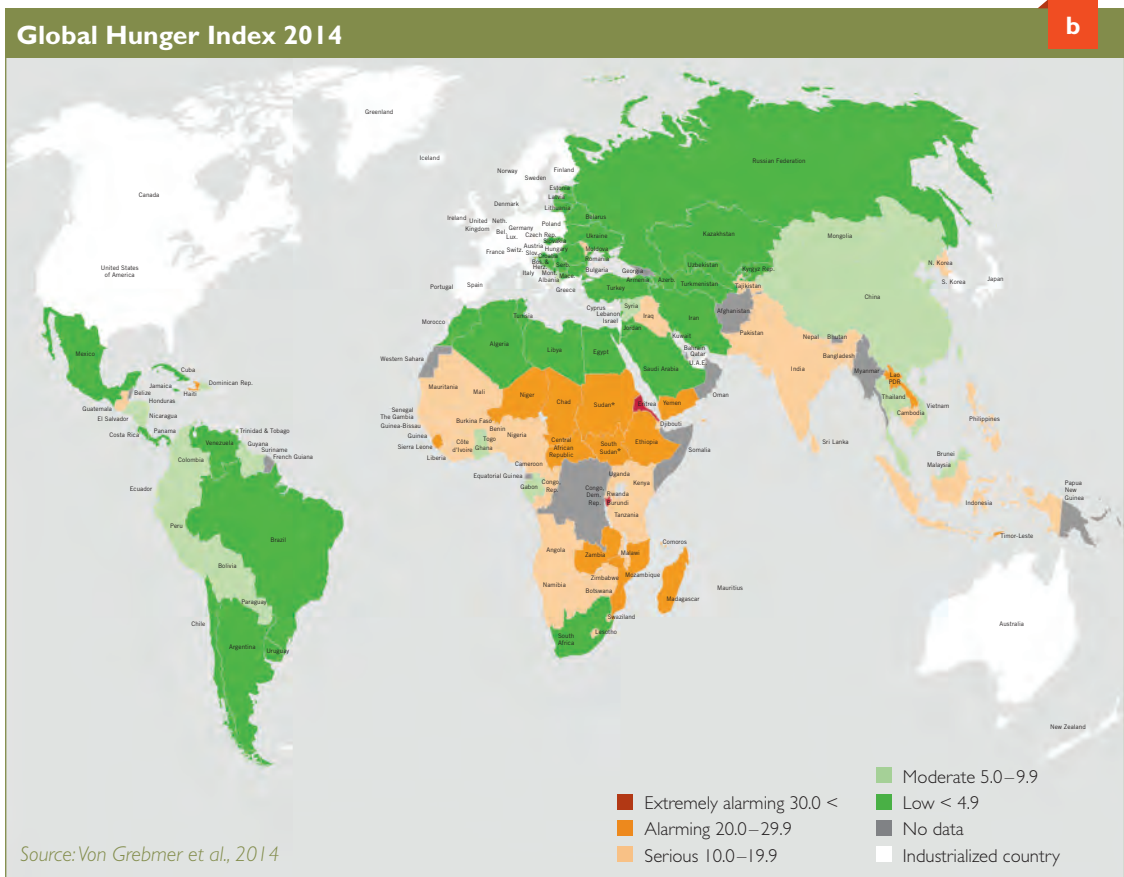 b
Global Hunger Index 2014
Greenland
Iceland
Canada
United States
of America
Russian Federation
Norway
Sweden
Finland
Estonia
Lithuania
Denmark
Ireland
United
Kingdom
Neth.
Bel.
Lux.
Germany
Poland
Belarus
Czech Rep.
Ukraine
France
Switz.
Austria
Slov.
Hungary
Moldova
Romania
Italy
Mont.
Albania
Bulgaria
Greece
Portugal
Spain
Kazakhstan
Mongolia
Georgia
Armenia
Azerb.
Uzbekistan
Kyrgyz Rep.
Turkmenistan
Tajikistan
N. Korea
S. Korea
Japan
China
Turkey
Cyprus
Lebanon
Israel
Syria
Iraq
Iran
Afghanistan
Jordan
Kuwait
Bahrain
Qatar
U.A.E.
Saudi Arabia
Oman
Yemen
Pakistan
Nepal
Bhutan
Bangladesh
India
Myanmar
Lao
PDR
Thailand
Cambodia
Vietnam
Philippines
Sri Lanka
Brunei
Malaysia
Indonesia
Papua
New
Guinea
Timor-Leste
Australia
New Zealand
Morocco
Tunisia
Algeria
Libya
Egypt
Western Sahara
Mauritania
Mali
Niger
Chad
Sudan*
Eritrea
Djibouti
Senegal
The Gambia
Guinea-Bissau
Guinea
Sierra Leone
Liberia
Burkina Faso
Côte
d'Ivoire
Ghana
Togo
Benin
Nigeria
Central
African
Republic
South
Sudan*
Ethiopia
Somalia
Cameroon
Equatorial Guinea
Gabon
Congo,
Rep.
Congo,
Dem.
Rep.
Uganda
Kenya
Rwanda
Burundi
Tanzania
Angola
Zambia
Malawi
Comoros
Namibia
Zimbabwe
Mozambique
Botswana
Madagascar
Mauritius
Swaziland
Lesotho
South
Africa
Mexico
Cuba
Jamaica
Haiti
Dominican Rep.
Belize
Honduras
Guatemala
El Salvador
Nicaragua
Costa Rica
Panama
Trinidad & Tobago
Venezuela
Guyana
Suriname
French Guiana
Colombia
Ecuador
Peru
Brazil
Bolivia
Paraguay
Chile
Argentina
Uruguay
Extremely alarming 30.0 <
Alarming 20.0–29.9
Serious 10.0–19.9
Moderate 5.0–9.9
Low < 4.9
No data
Industrialized country
Source: Von Grebmer et al., 2014